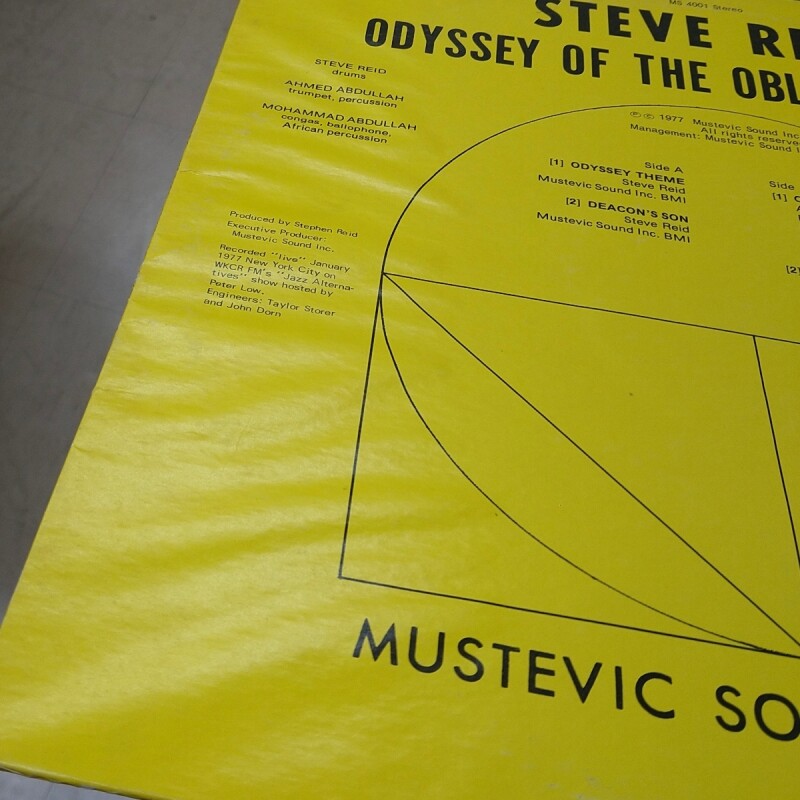 MS 4001 Stereo
STEVE RE
ODYSSEY OF THE OBL
STEVE REID
drums
AHMED ABDULLAH
trumpet, percussion
MOHAMMAD ABDULLAH
congas, ballophone,
African percussion
℗ © 1977 Mustevic Sound Inc.
All rights reserve
Management: Mustevic Sound I
Side A
[1] ODYSSEY THEME
Steve Reid
Mustevic Sound Inc. BMI
[2] DEACON'S SON
Steve Reid
Mustevic Sound Inc. BMI
Side
[1]
[2]
Produced by Stephen Reid
Executive Producer:
Mustevic Sound Inc.
Recorded "live" January
1977 New York City on
WKCR FM's "Jazz Alterna-
tives" show hosted by
Peter Low.
Engineers: Taylor Storer
and John Dorn
MUSTEVIC SO